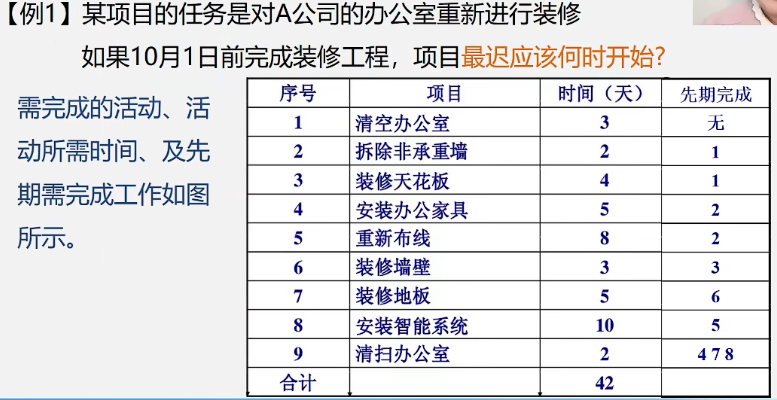 【例1】某项目的任务是对A公司的办公室重新进行装修
如果10月1日前完成装修工程，项目最迟应该何时开始?
需完成的活动、活
动所需时间、及先
期需完成工作如图
所示。
序号 项目 时间（天） 先期完成
1 清空办公室 3 无
2 拆除非承重墙 2 1
3 装修天花板 4 1
4 安装办公家具 5 2
5 重新布线 8 2
6 装修墙壁 3 3
7 装修地板 5 6
8 安装智能系统 10 5
9 清扫办公室 2 4 7 8
合计 42